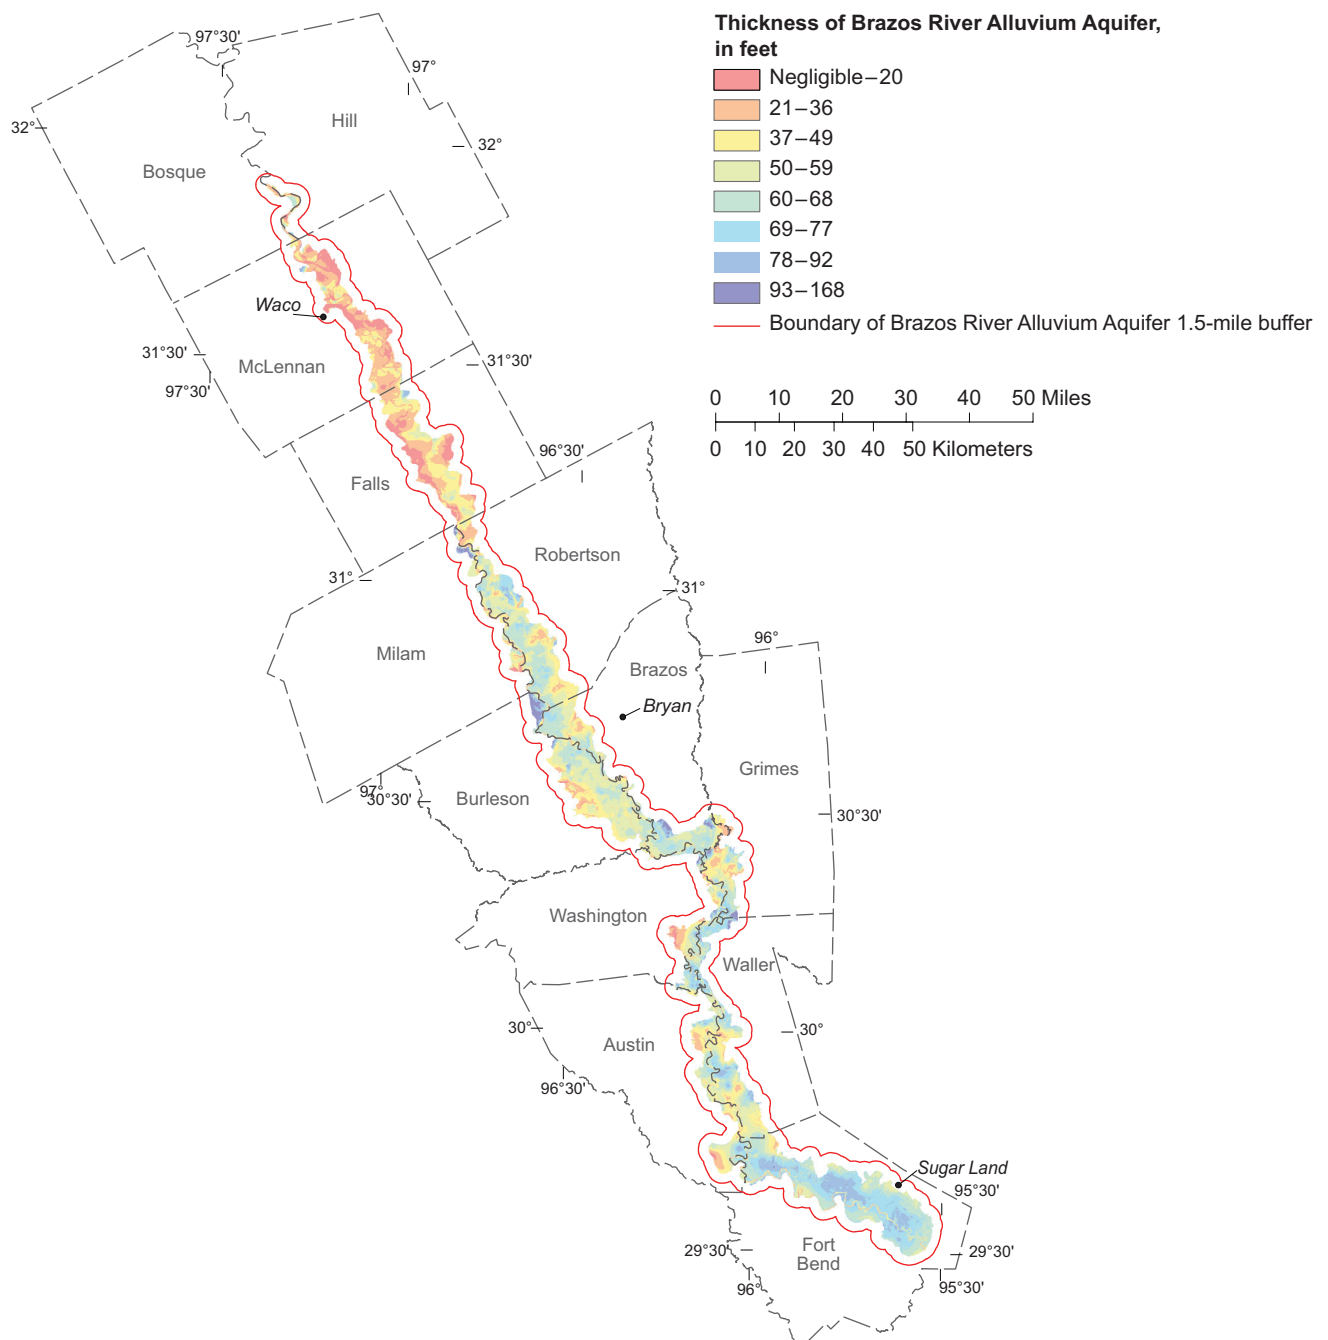 Thickness of Brazos River Alluvium Aquifer,
in feet
Negligible–20
21–36
37–49
50–59
60–68
69–77
78–92
93–168
Boundary of Brazos River Alluvium Aquifer 1.5-mile buffer
0 10 20 30 40 50 Miles
0 10 20 30 40 50 Kilometers
97°30'
97°
32°
Hill
32°
Bosque
Waco
31°30'
McLennan
31°30'
97°30'
96°30'
Falls
Robertson
31°
31°
96°
Milam
Brazos
Bryan
Grimes
97°
30°30'
Burleson
30°30'
Washington
Waller
30°
30°
Austin
96°30'
Sugar Land
95°30'
Fort
Bend
29°30'
29°30'
96°
95°30'